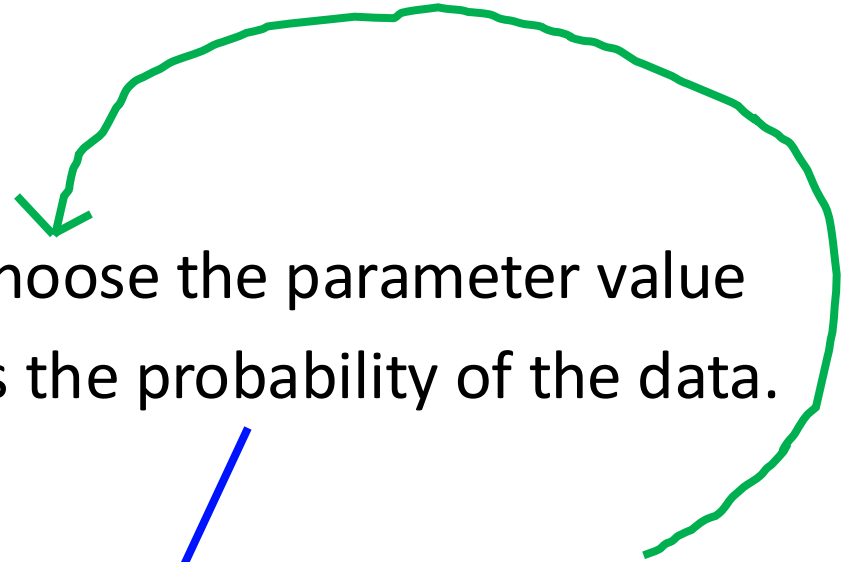 hoose the parameter value
s the probability of the data.